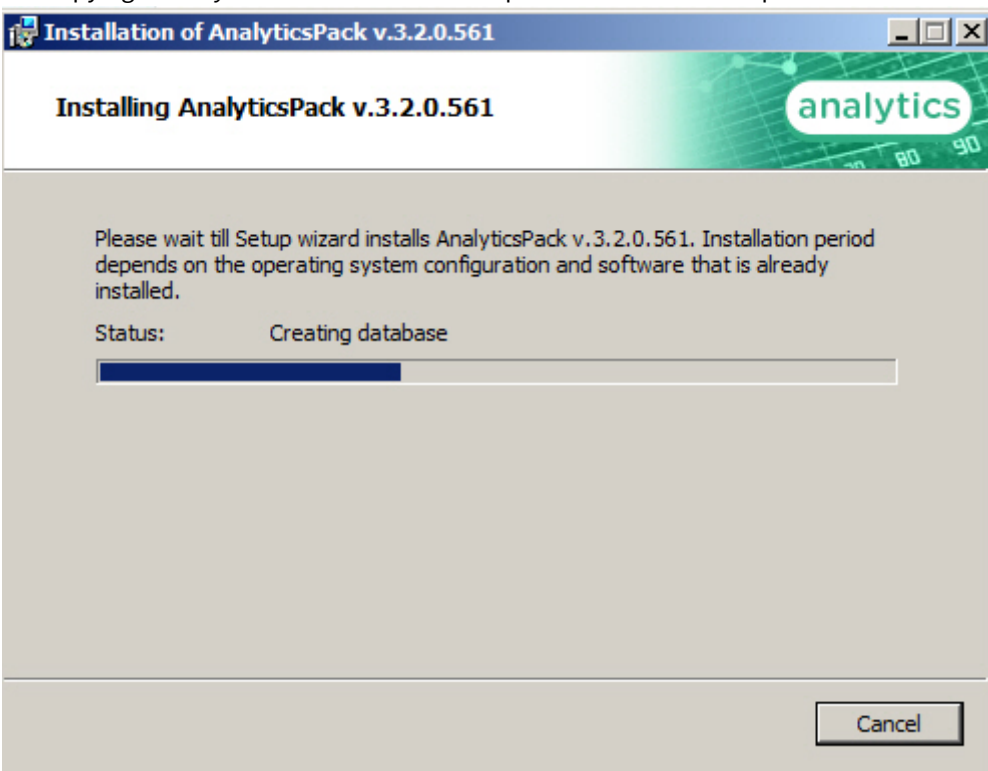 Installation of AnalyticsPack v.3.2.0.561
Installing AnalyticsPack v.3.2.0.561
analytics
80 90
Please wait till Setup wizard installs AnalyticsPack v.3.2.0.561. Installation period
depends on the operating system configuration and software that is already
installed.
Status: Creating database
Cancel